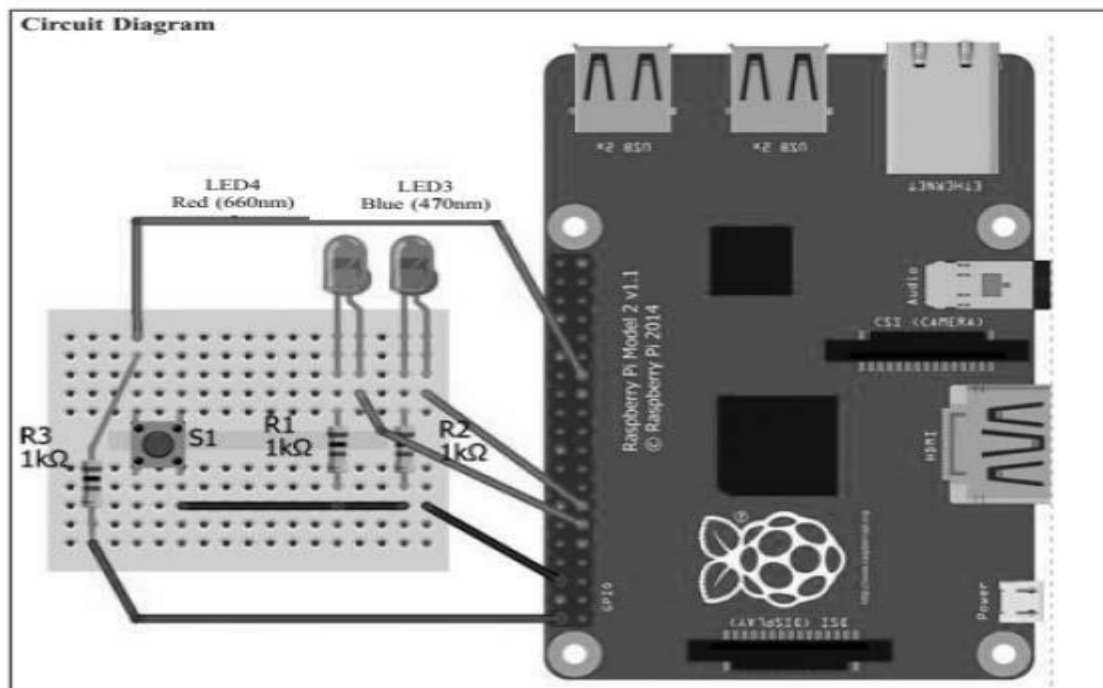 Circuit Diagram
USB 2x
USB 2x
ETHERNET
LED4
Red (660nm)
LED3
Blue (470nm)
Audio
CSI (CAMERA)
Raspberry Pi Model 2 v1.1
© Raspberry Pi 2014
HDMI
R3
1kΩ
S1
R1
1kΩ
R2
1kΩ
®
GPIO
Power
DSI (DISPLAY)